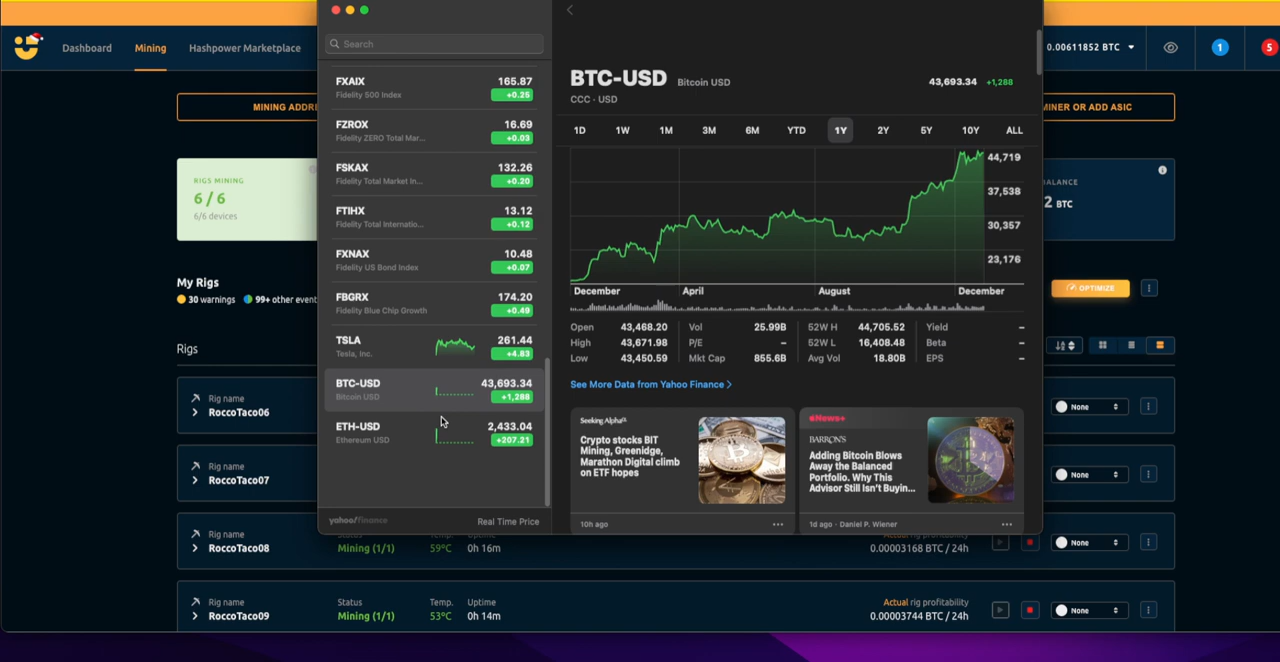 Dashboard
Mining
Hashpower Marketplace
0.00611852 BTC
1
5
MINING ADDR
MINER OR ADD ASIC
RIGS MINING
6 / 6
6/6 devices
BALANCE
2 BTC
My Rigs
30 warnings
99+ other event
OPTIMIZE
Rigs
Rig name
RoccoTaco06
None
Rig name
RoccoTaco07
None
Rig name
RoccoTaco08
Mining (1/1)
59°C
0h 16m
Actual rig profitability
0.00003168 BTC / 24h
None
Rig name
RoccoTaco09
Status
Mining (1/1)
Temp.
53°C
Uptime
0h 14m
Actual rig profitability
0.00003744 BTC / 24h
None
Search
FXAIX
165.87
Fidelity 500 Index
+0.25
FZROX
16.69
Fidelity ZERO Total Mar...
+0.03
FSKAX
132.26
Fidelity Total Market In...
+0.20
FTIHX
13.12
Fidelity Total Internatio...
+0.12
FXNAX
10.48
Fidelity US Bond Index
+0.07
FBGRX
174.20
Fidelity Blue Chip Growth
+0.49
TSLA
261.44
Tesla, Inc.
+4.83
BTC-USD
43,693.34
Bitcoin USD
+1,288
ETH-USD
2,433.04
Ethereum USD
+207.21
yahoo!finance
Real Time Price
BTC-USD Bitcoin USD
43,693.34 +1,288
CCC · USD
1D 1W 1M 3M 6M YTD 1Y 2Y 5Y 10Y ALL
44,719
37,538
30,357
23,176
December April August December
Open 43,468.20 Vol 25.99B 52W H 44,705.52 Yield –
High 43,671.98 P/E – 52W L 16,408.48 Beta –
Low 43,450.59 Mkt Cap 855.6B Avg Vol 18.80B EPS –
See More Data from Yahoo Finance >
Seeking Alpha
Crypto stocks BIT
Mining, Greenidge,
Marathon Digital climb
on ETF hopes
10h ago
News+
BARRON'S
Adding Bitcoin Blows
Away the Balanced
Portfolio. Why This
Advisor Still Isn't Buyin...
1d ago · Daniel P. Wiener